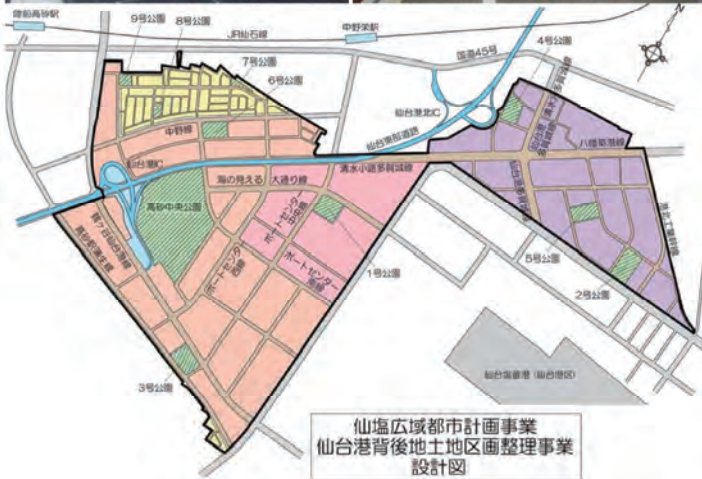 陸前高砂駅
9号公園
8号公園
JR仙石線
中野栄駅
7号公園
6号公園
国道45号
4号公園
仙台港北IC
仙台東部道路
中野線
八幡築港線
仙台港IC
海の見える 大通り線
清水小路多賀城線
高砂中央公園
ポートセンター
中央線
ポートセンター
西線
ポートセンター
南線
1号公園
5号公園
2号公園
3号公園
仙台塩釜港(仙台港区)
仙塩広域都市計画事業
仙台港背後地土地区画整理事業
設計図